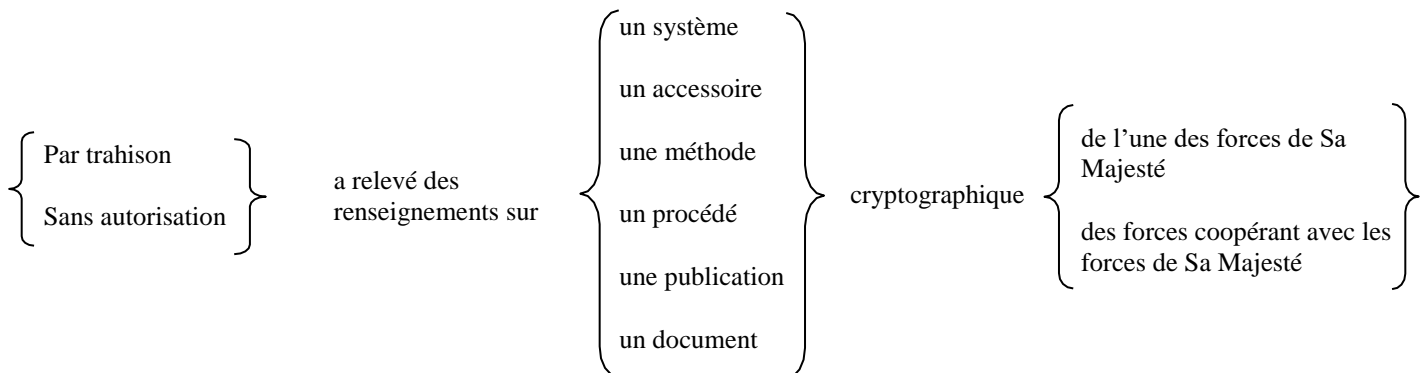 Par trahison
Sans autorisation
a relevé des
renseignements sur
un système
un accessoire
une méthode
un procédé
une publication
un document
cryptographique
de l’une des forces de Sa
Majesté
des forces coopérant avec les
forces de Sa Majesté